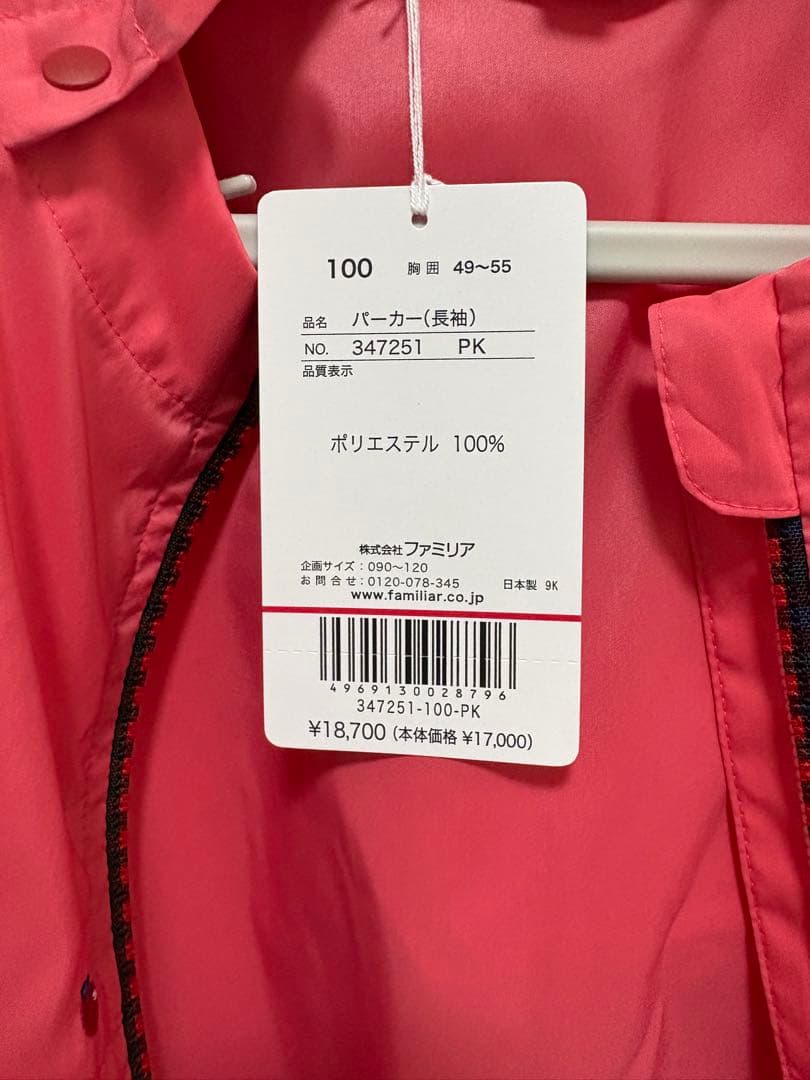 100 胸囲 49〜55
品名 パーカー(長袖)
NO. 347251 PK
品質表示
ポリエステル 100%
株式会社ファミリア
企画サイズ：090〜120
お問合せ：0120-078-345 日本製 9K
www.familiar.co.jp
4969130028796
347251-100-PK
¥18,700 (本体価格 ¥17,000)